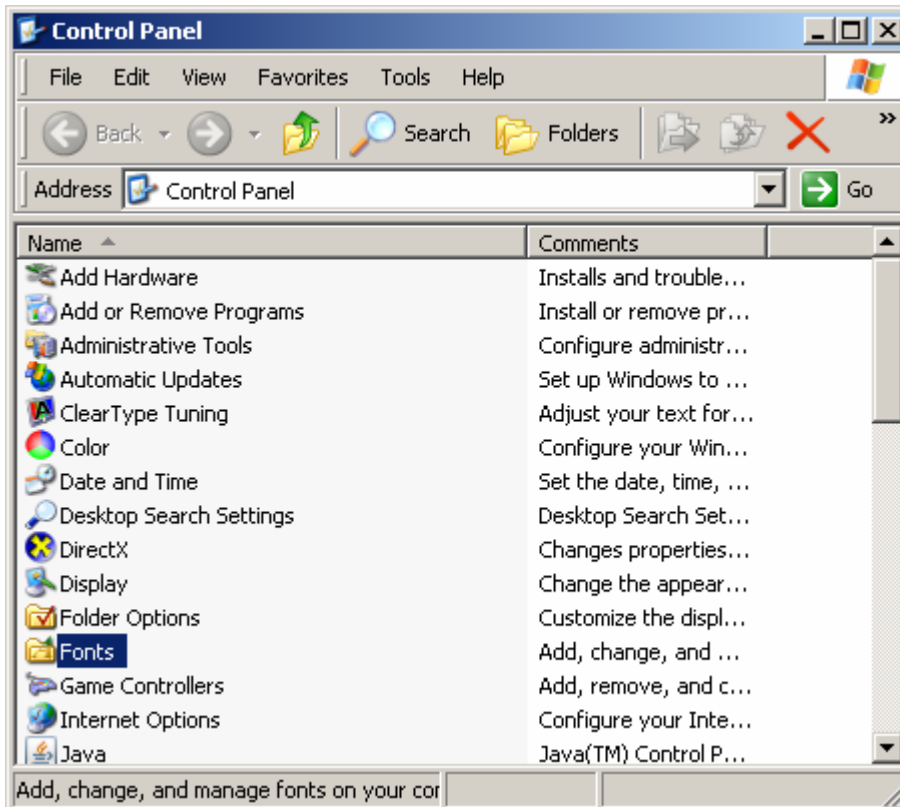 Control Panel
File Edit View Favorites Tools Help
Back Search Folders »
Address Control Panel Go
Name Comments
Add Hardware Installs and trouble...
Add or Remove Programs Install or remove pr...
Administrative Tools Configure administr...
Automatic Updates Set up Windows to ...
ClearType Tuning Adjust your text for...
Color Configure your Win...
Date and Time Set the date, time, ...
Desktop Search Settings Desktop Search Set...
DirectX Changes properties...
Display Change the appear...
Folder Options Customize the displ...
Fonts Add, change, and ...
Game Controllers Add, remove, and c...
Internet Options Configure your Inte...
Java Java(TM) Control P...
Add, change, and manage fonts on your cor